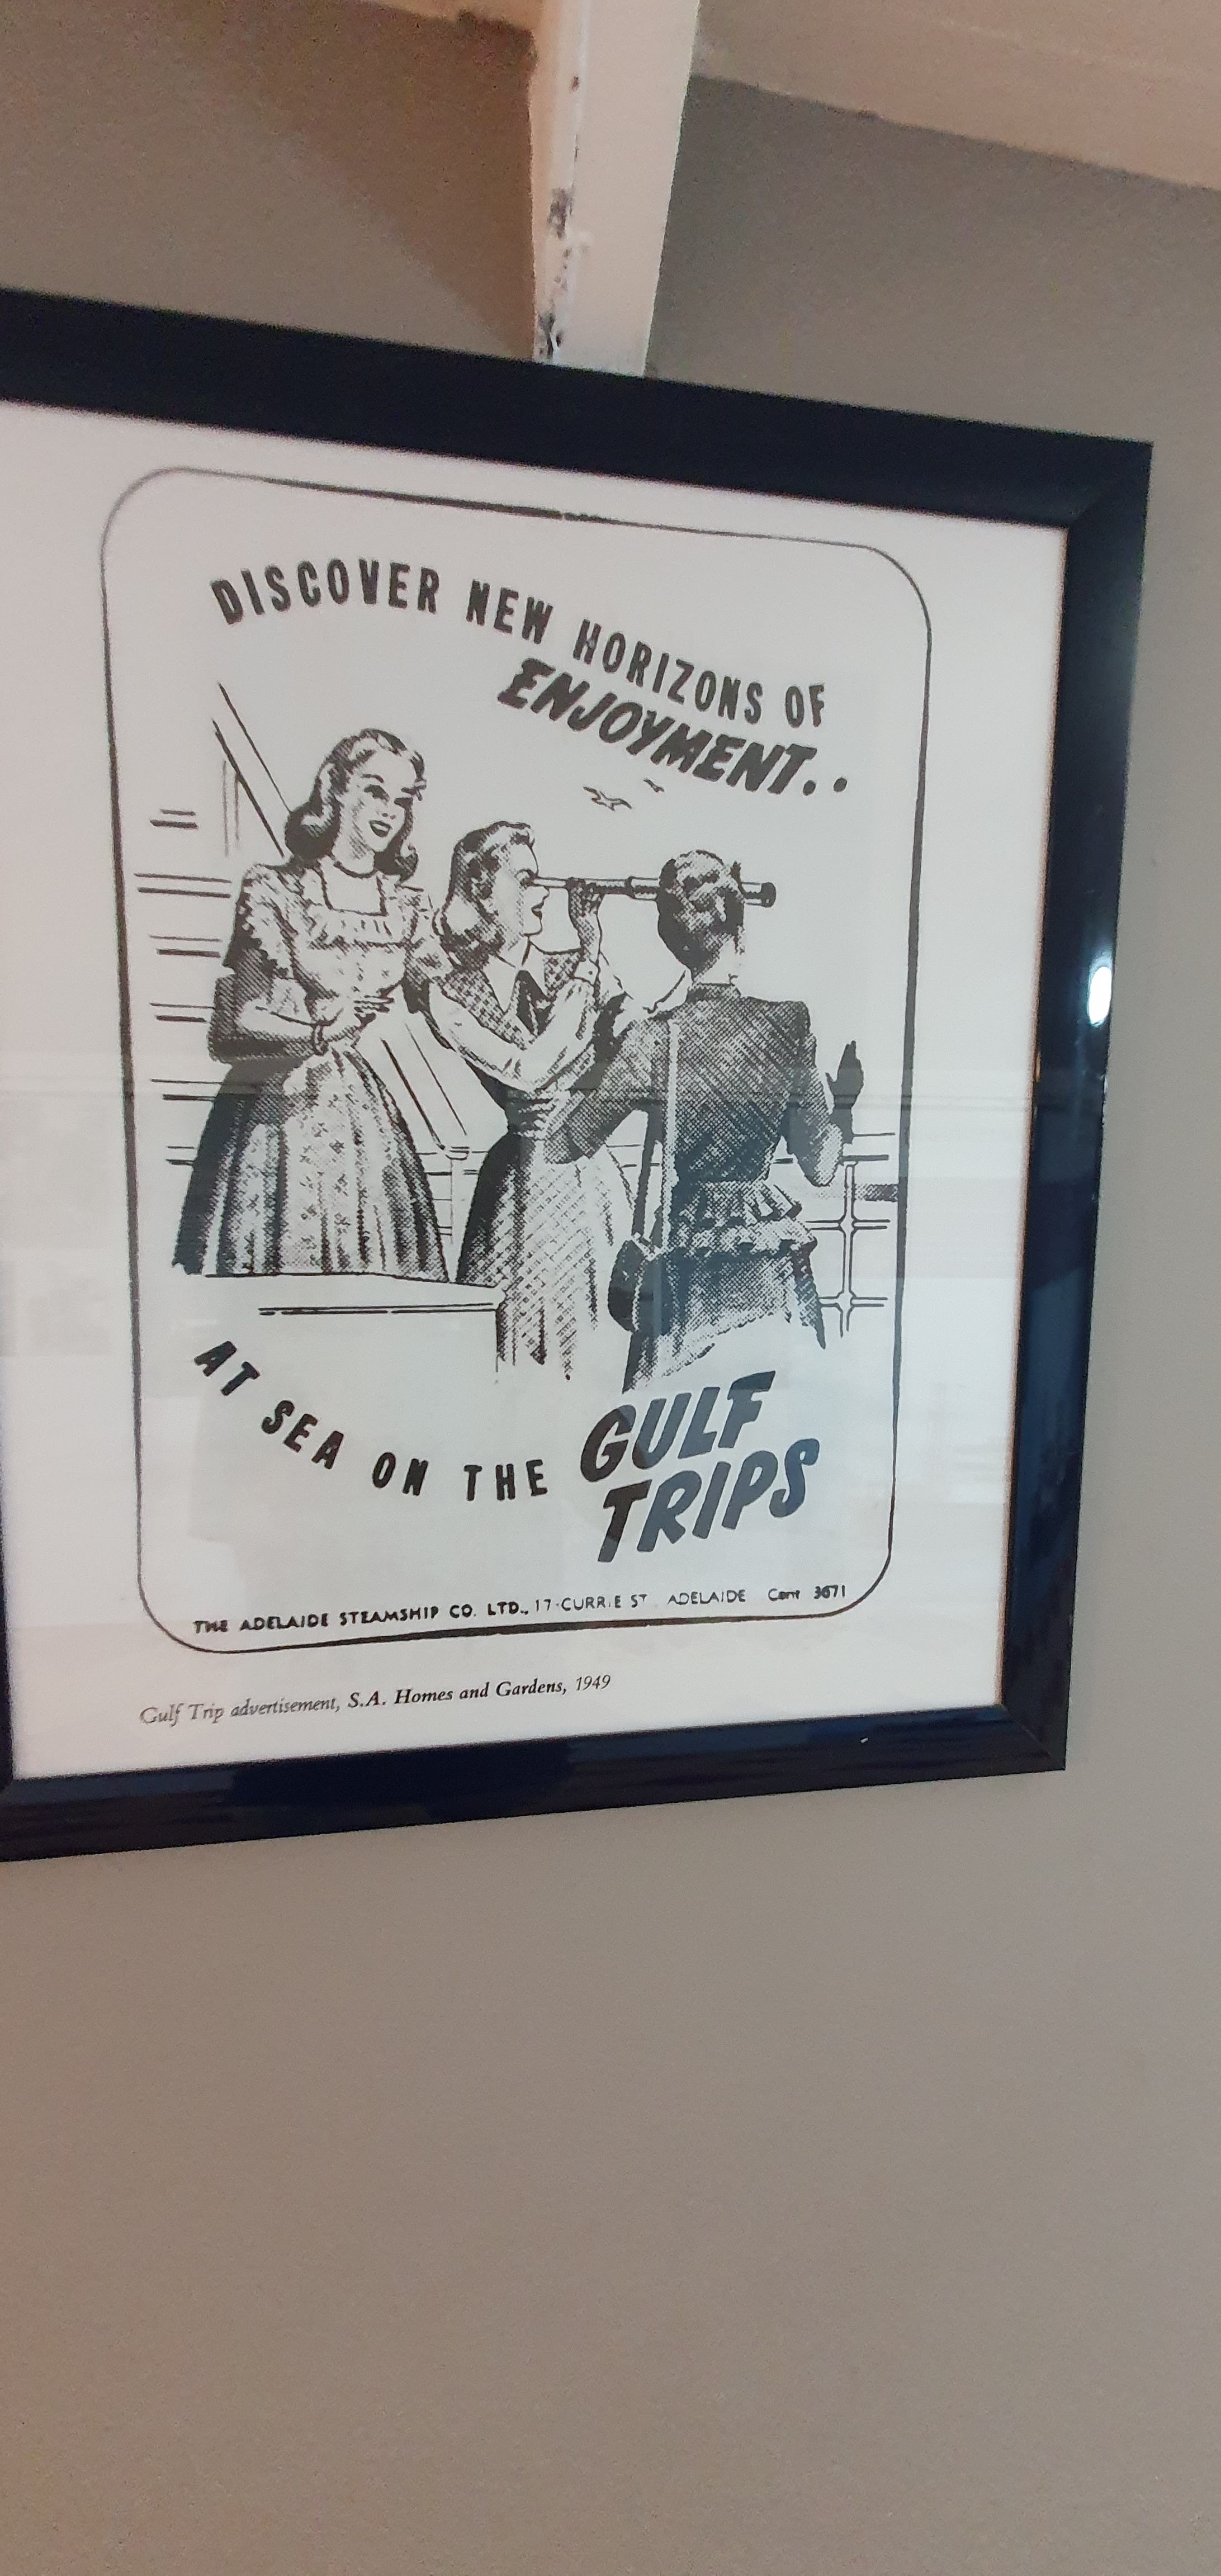 DISCOVER NEW HORIZONS OF
ENJOYMENT..
AT SEA ON THE GULF
TRIPS
THE ADELAIDE STEAMSHIP CO. LTD., 17 CURRIE ST. ADELAIDE Cent 3671
Gulf Trip advertisement, S.A. Homes and Gardens, 1949